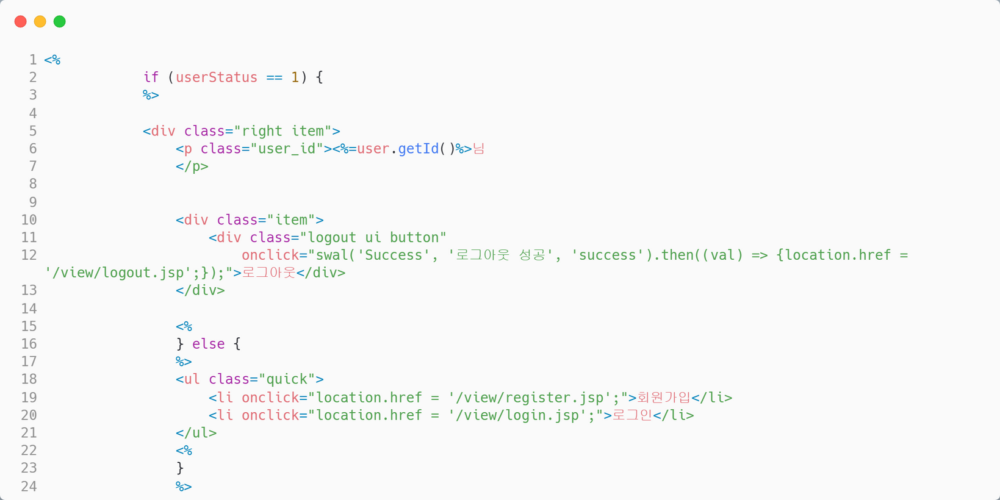 1 <%
2 if (userStatus == 1) {
3 %>
4
5 <div class="right item">
6 <p class="user_id"><%=user.getId()%>님
7 </p>
8
9
10 <div class="item">
11 <div class="logout ui button"
12 onclick="swal('Success', '로그아웃 성공', 'success').then((val) => {location.href =
'/view/logout.jsp';});">로그아웃</div>
13 </div>
14
15 <%
16 } else {
17 %>
18 <ul class="quick">
19 <li onclick="location.href = '/view/register.jsp';">회원가입</li>
20 <li onclick="location.href = '/view/login.jsp';">로그인</li>
21 </ul>
22 <%
23 }
24 %>